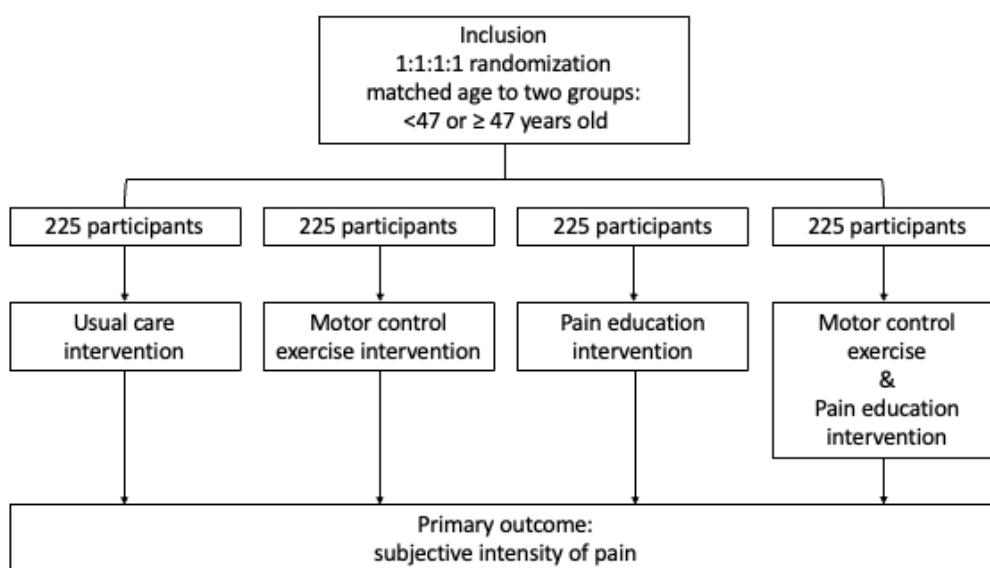 Inclusion
1:1:1:1 randomization
matched age to two groups:
<47 or ≥ 47 years old
225 participants
225 participants
225 participants
225 participants
Usual care
intervention
Motor control
exercise intervention
Pain education
intervention
Motor control
exercise
&
Pain education
intervention
Primary outcome:
subjective intensity of pain